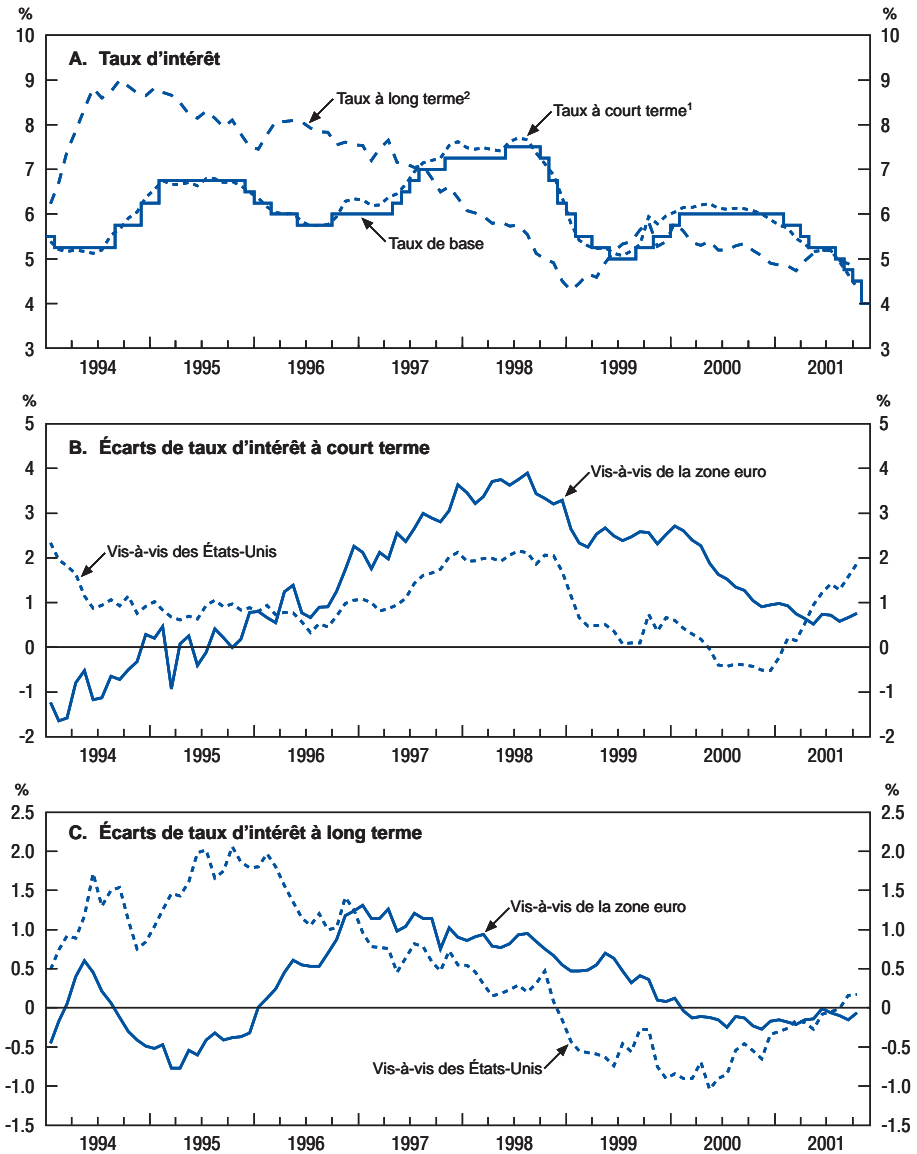 % %
10 10
A. Taux d'intérêt
9 9
Taux à long terme2
Taux à court terme1
8 8
7 7
6 6
Taux de base
5 5
4 4
3 3
1994 1995 1996 1997 1998 1999 2000 2001
% %
5 5
B. Écarts de taux d'intérêt à court terme
4 4
Vis-à-vis de la zone euro
3 3
Vis-à-vis des États-Unis
2 2
1 1
0 0
-1 -1
-2 -2
1994 1995 1996 1997 1998 1999 2000 2001
% %
2.5 2.5
C. Écarts de taux d'intérêt à long terme
2.0 2.0
1.5 1.5
Vis-à-vis de la zone euro
1.0 1.0
0.5 0.5
0 0
-0.5 -0.5
Vis-à-vis des États-Unis
-1.0 -1.0
-1.5 -1.5
1994 1995 1996 1997 1998 1999 2000 2001